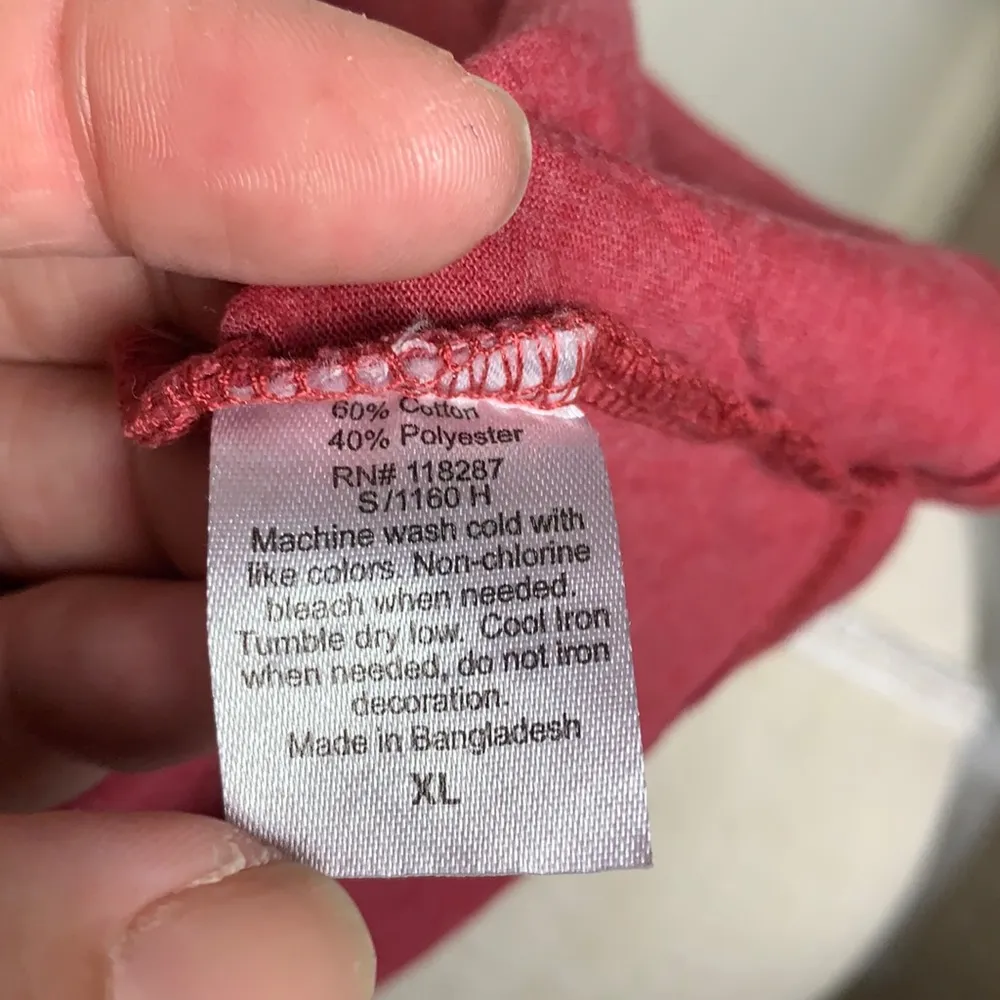 60% Cotton
40% Polyester
RN# 118287
S/1160 H
Machine wash cold with
like colors. Non-chlorine
bleach when needed.
Tumble dry low. Cool Iron
when needed, do not iron
decoration.
Made in Bangladesh
XL